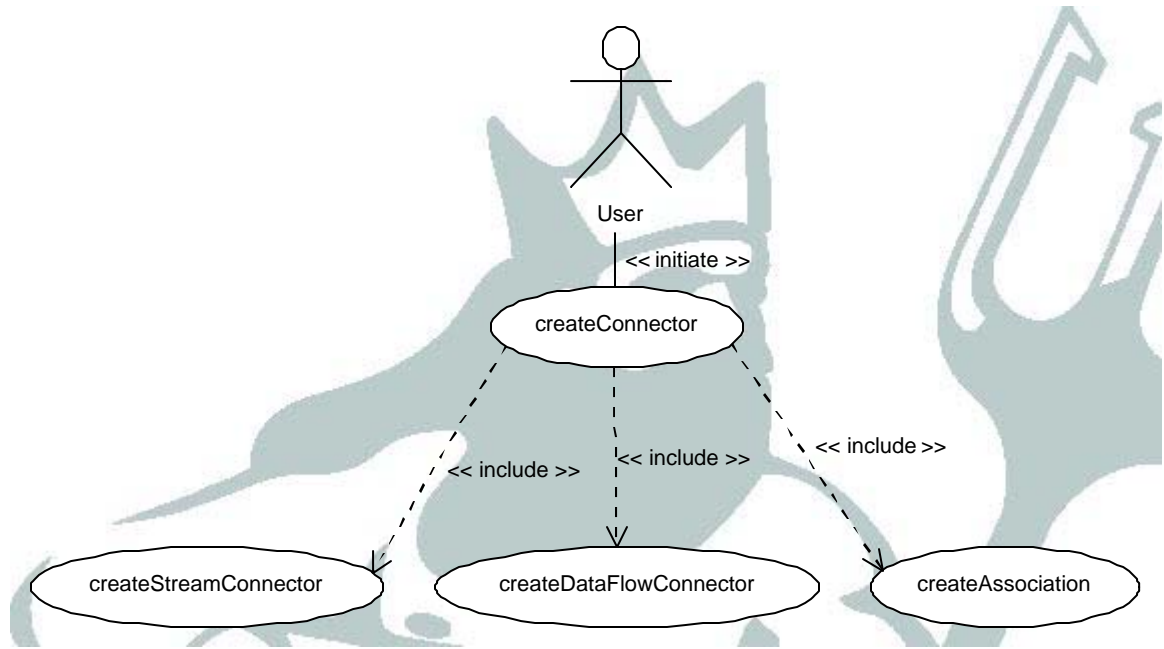 User
<< initiate >>
createConnector
<< include >>
<< include >>
<< include >>
createStreamConnector
createDataFlowConnector
createAssociation